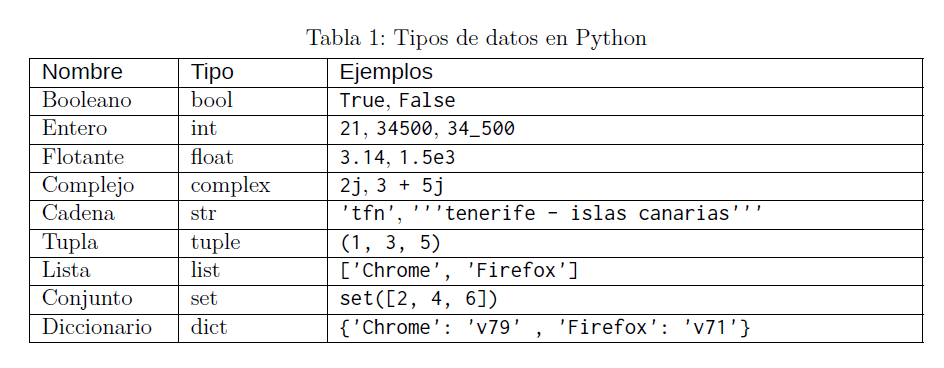 Tabla 1: Tipos de datos en Python
Nombre Tipo Ejemplos
Booleano bool True, False
Entero int 21, 34500, 34_500
Flotante float 3.14, 1.5e3
Complejo complex 2j, 3 + 5j
Cadena str 'tfn', '''tenerife - islas canarias'''
Tupla tuple (1, 3, 5)
Lista list ['Chrome', 'Firefox']
Conjunto set set([2, 4, 6])
Diccionario dict {'Chrome': 'v79' , 'Firefox': 'v71'}